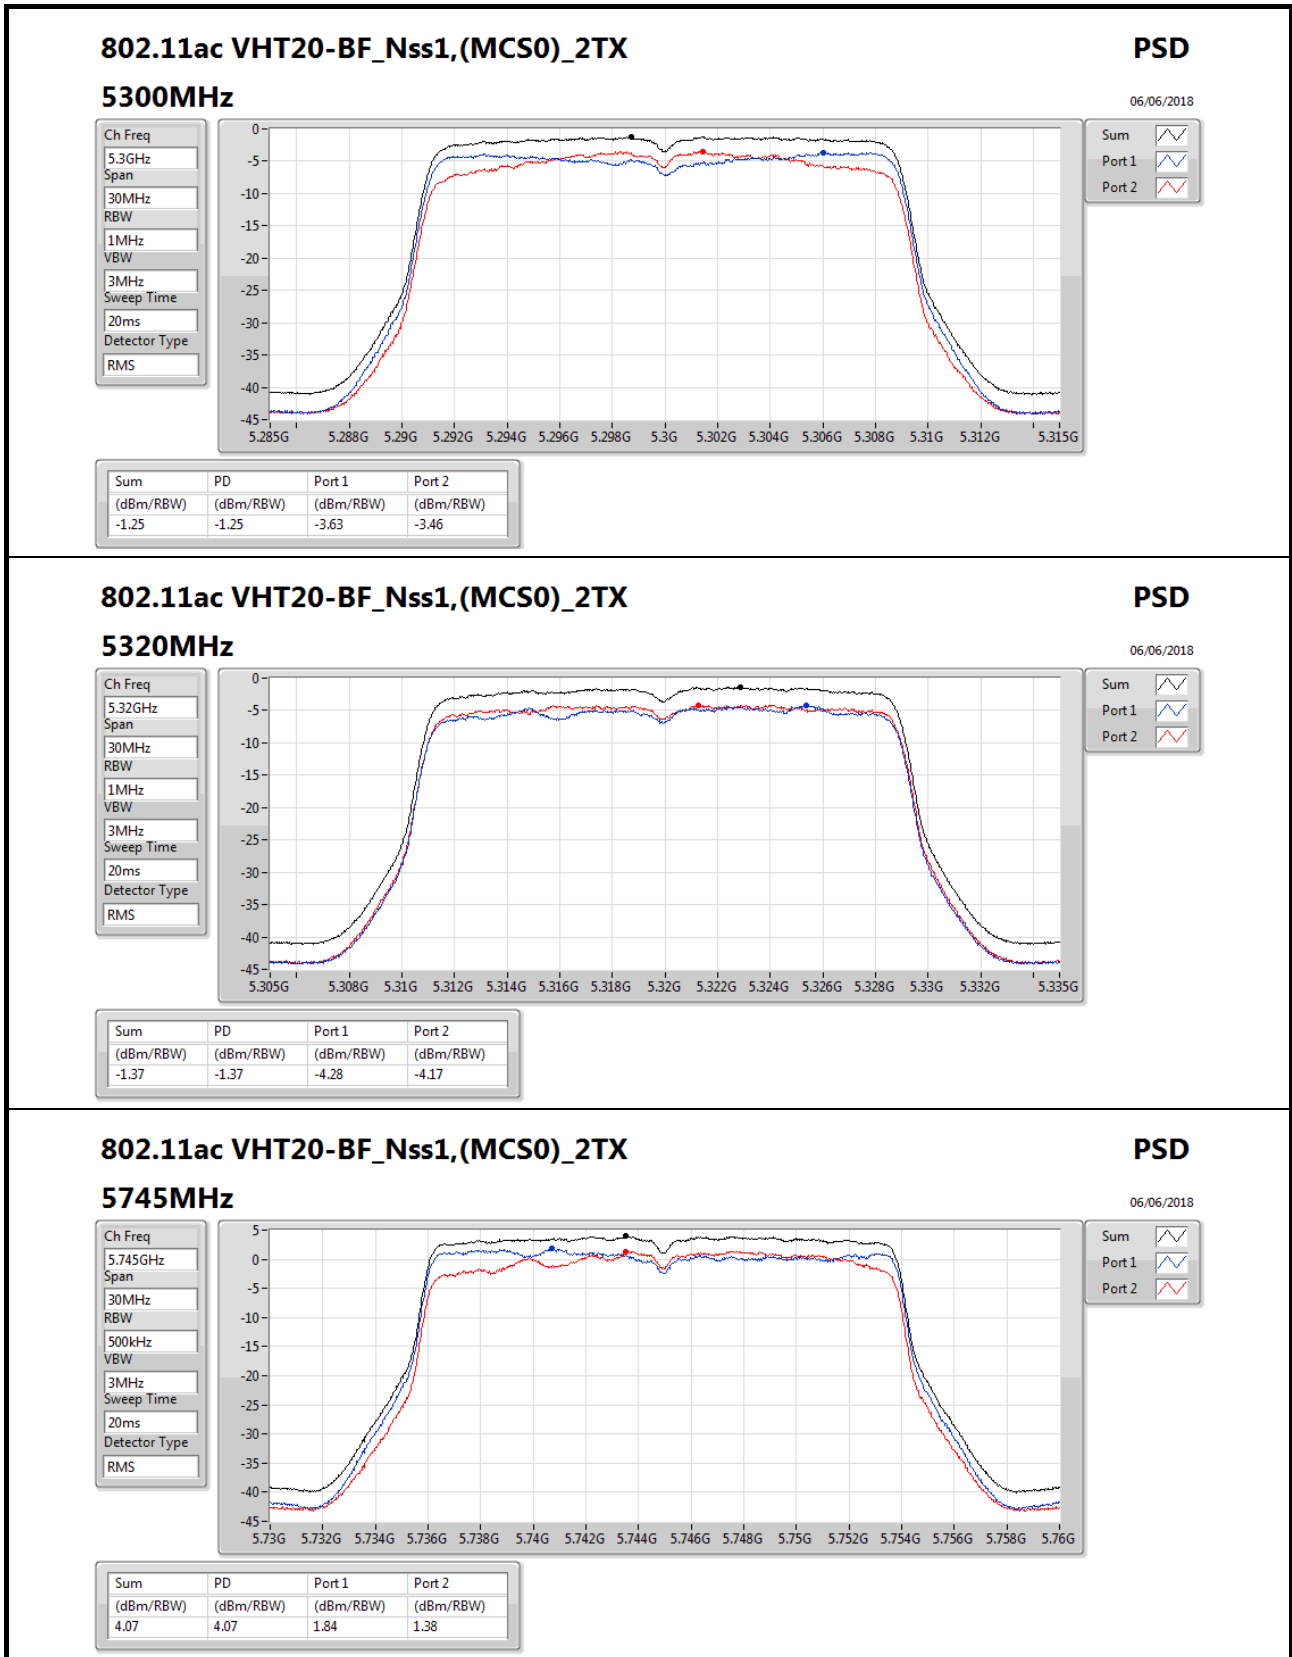 802.11ac VHT20-BF_Nss1,(MCS0)_2TX PSD
5300MHz 06/06/2018
Ch Freq
5.3GHz
Span
30MHz
RBW
1MHz
VBW
3MHz
Sweep Time
20ms
Detector Type
RMS
0
-5
-10
-15
-20
-25
-30
-35
-40
-45
5.285G 5.288G 5.29G 5.292G 5.294G 5.296G 5.298G 5.3G 5.302G 5.304G 5.306G 5.308G 5.31G 5.312G 5.315G
Sum
Port 1
Port 2
Sum PD Port 1 Port 2
(dBm/RBW) (dBm/RBW) (dBm/RBW) (dBm/RBW)
-1.25 -1.25 -3.63 -3.46
802.11ac VHT20-BF_Nss1,(MCS0)_2TX PSD
5320MHz 06/06/2018
Ch Freq
5.32GHz
Span
30MHz
RBW
1MHz
VBW
3MHz
Sweep Time
20ms
Detector Type
RMS
0
-5
-10
-15
-20
-25
-30
-35
-40
-45
5.305G 5.308G 5.31G 5.312G 5.314G 5.316G 5.318G 5.32G 5.322G 5.324G 5.326G 5.328G 5.33G 5.332G 5.335G
Sum
Port 1
Port 2
Sum PD Port 1 Port 2
(dBm/RBW) (dBm/RBW) (dBm/RBW) (dBm/RBW)
-1.37 -1.37 -4.28 -4.17
802.11ac VHT20-BF_Nss1,(MCS0)_2TX PSD
5745MHz 06/06/2018
Ch Freq
5.745GHz
Span
30MHz
RBW
500kHz
VBW
3MHz
Sweep Time
20ms
Detector Type
RMS
5
0
-5
-10
-15
-20
-25
-30
-35
-40
-45
5.73G 5.732G 5.734G 5.736G 5.738G 5.74G 5.742G 5.744G 5.746G 5.748G 5.75G 5.752G 5.754G 5.756G 5.758G 5.76G
Sum
Port 1
Port 2
Sum PD Port 1 Port 2
(dBm/RBW) (dBm/RBW) (dBm/RBW) (dBm/RBW)
4.07 4.07 1.84 1.38